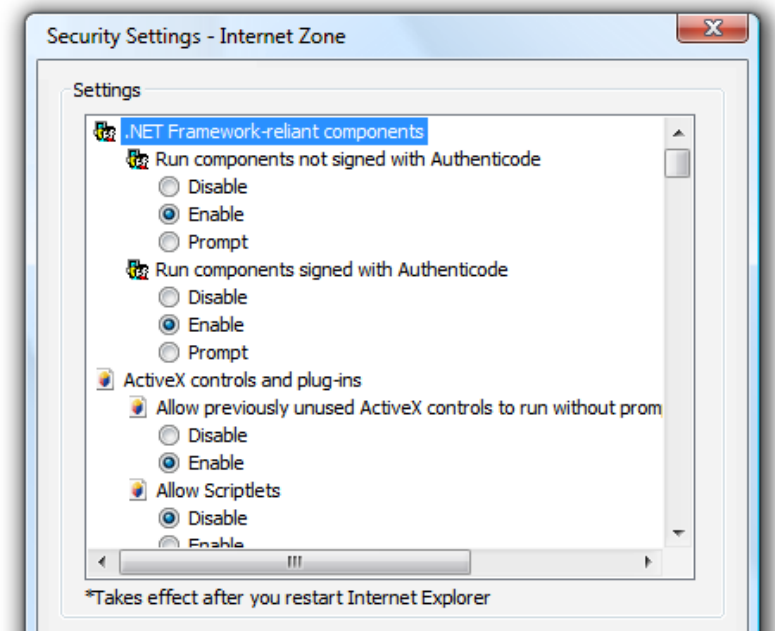 Security Settings - Internet Zone
Settings
.NET Framework-reliant components
Run components not signed with Authenticode
Disable
Enable
Prompt
Run components signed with Authenticode
Disable
Enable
Prompt
ActiveX controls and plug-ins
Allow previously unused ActiveX controls to run without prom
Disable
Enable
Allow Scriptlets
Disable
Enable
*Takes effect after you restart Internet Explorer